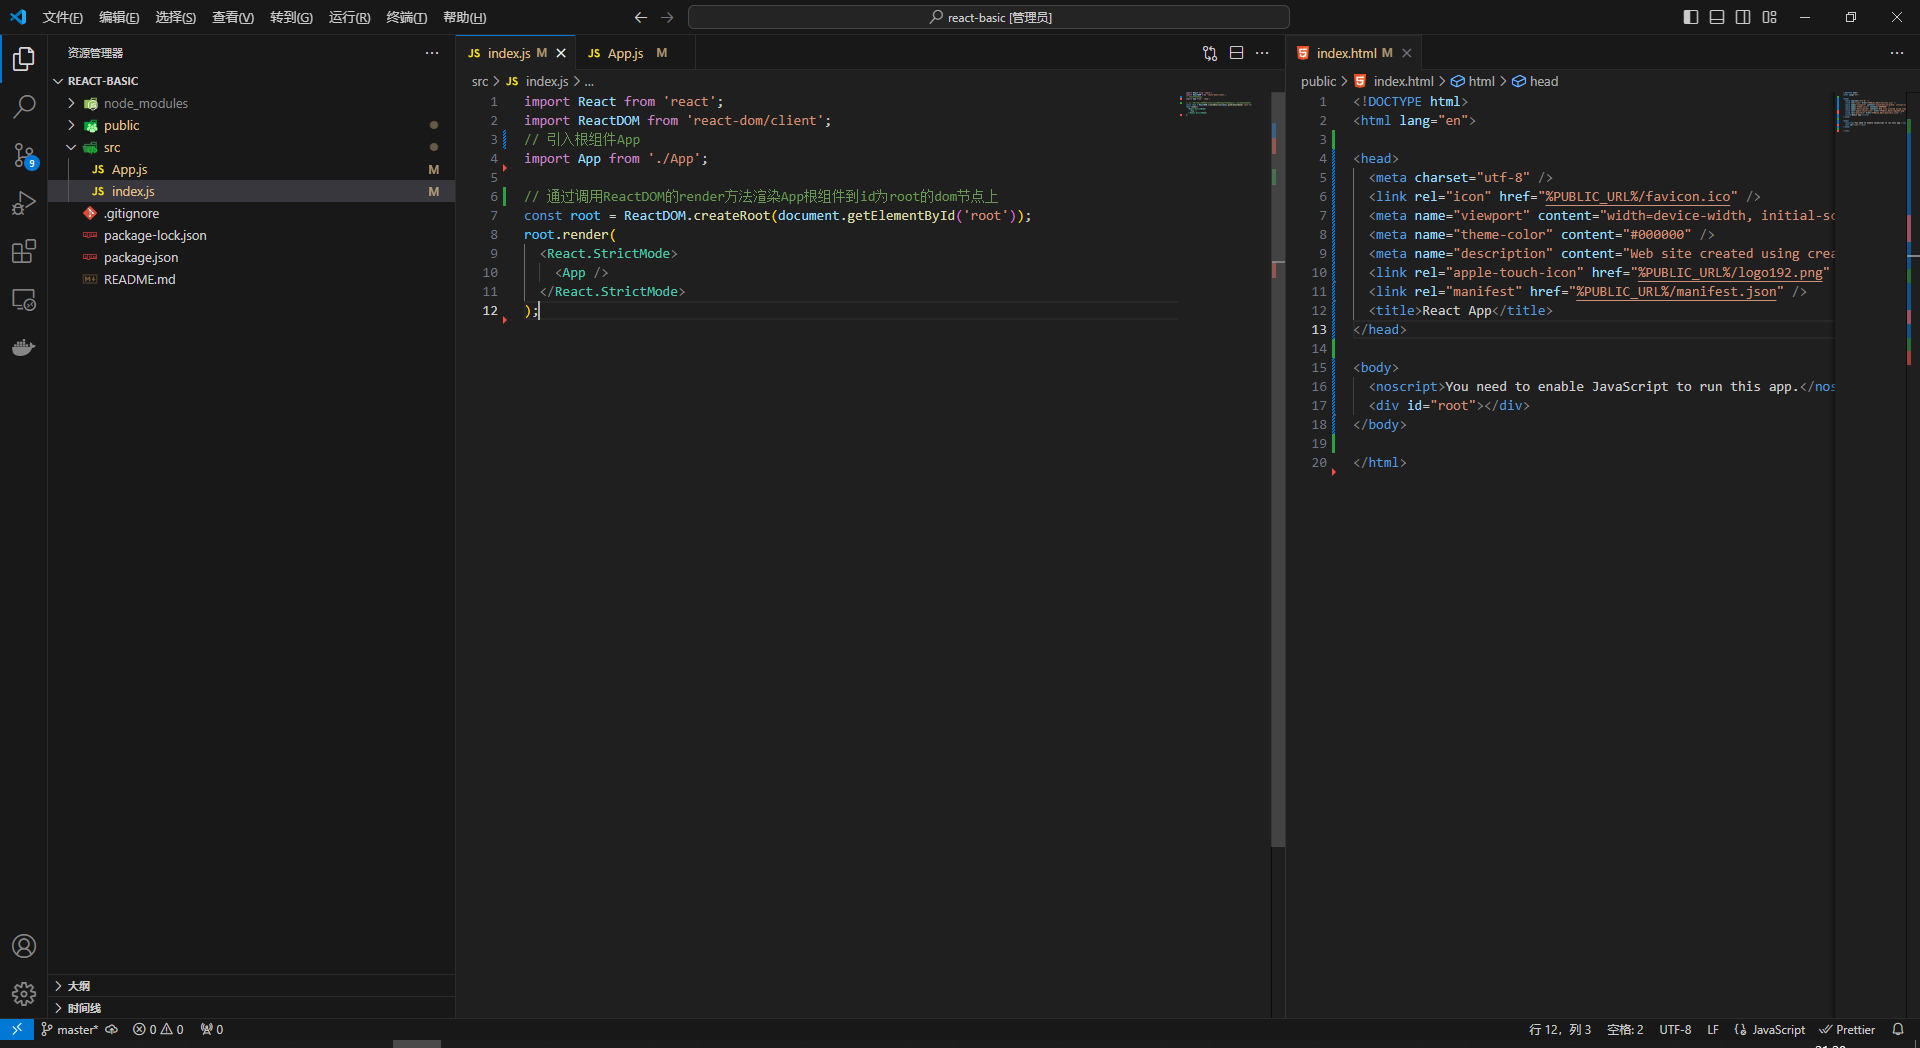 文件(F) 编辑(E) 选择(S) 查看(V) 转到(G) 运行(R) 终端(T) 帮助(H) react-basic [管理员]
资源管理器
REACT-BASIC
node_modules
public
src
JS App.js M
JS index.js M
.gitignore
package-lock.json
package.json
README.md
大纲
时间线
9
JS index.js M JS App.js M
src > JS index.js > ...
1 import React from 'react';
2 import ReactDOM from 'react-dom/client';
3 // 引入根组件App
4 import App from './App';
5
6 // 通过调用ReactDOM的render方法渲染App根组件到id为root的dom节点上
7 const root = ReactDOM.createRoot(document.getElementById('root'));
8 root.render(
9 <React.StrictMode>
10 <App />
11 </React.StrictMode>
12 );
index.html M
public > index.html > html > head
1 <!DOCTYPE html>
2 <html lang="en">
3
4 <head>
5 <meta charset="utf-8" />
6 <link rel="icon" href="%PUBLIC_URL%/favicon.ico" />
7 <meta name="viewport" content="width=device-width, initial-sc
8 <meta name="theme-color" content="#000000" />
9 <meta name="description" content="Web site created using crea
10 <link rel="apple-touch-icon" href="%PUBLIC_URL%/logo192.png"
11 <link rel="manifest" href="%PUBLIC_URL%/manifest.json" />
12 <title>React App</title>
13 </head>
14
15 <body>
16 <noscript>You need to enable JavaScript to run this app.</nos
17 <div id="root"></div>
18 </body>
19
20 </html>
master* 0 0 0 行 12, 列 3 空格: 2 UTF-8 LF JavaScript Prettier